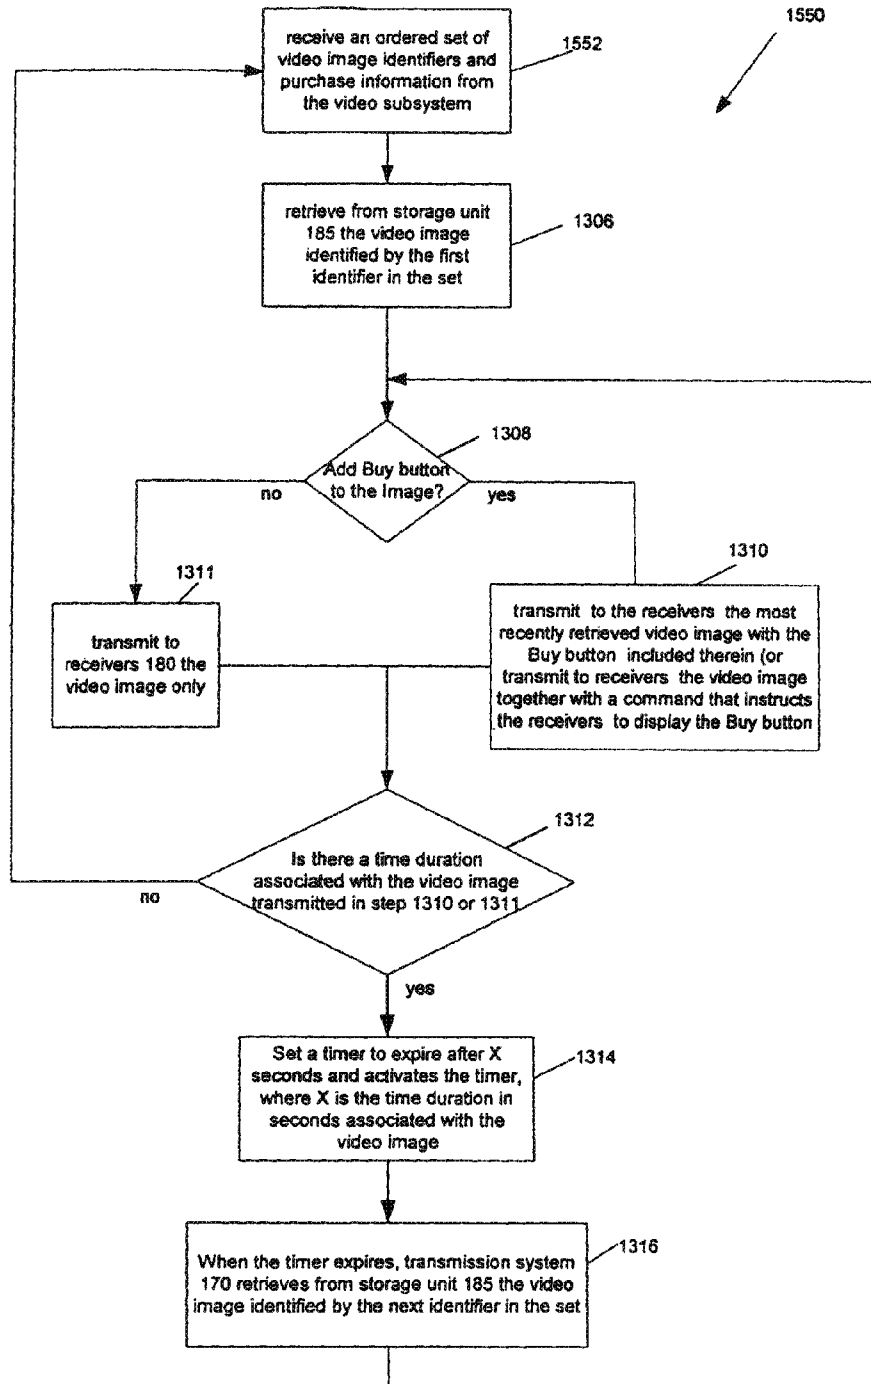 1550
receive an ordered set of
video image identifiers and
purchase information from
the video subsystem
1552
retrieve from storage unit
185 the video image
identified by the first
identifier in the set
1306
1308
Add Buy button
to the Image?
no
yes
1311
transmit to
receivers 180 the
video image only
1310
transmit to the receivers the most
recently retrieved video image with the
Buy button included therein (or
transmit to receivers the video image
together with a command that instructs
the receivers to display the Buy button
1312
Is there a time duration
associated with the video image
transmitted in step 1310 or 1311
no
yes
Set a timer to expire after X
seconds and activates the timer,
where X is the time duration in
seconds associated with the
video image
1314
When the timer expires, transmission system
170 retrieves from storage unit 185 the video
image identified by the next identifier in the set
1316